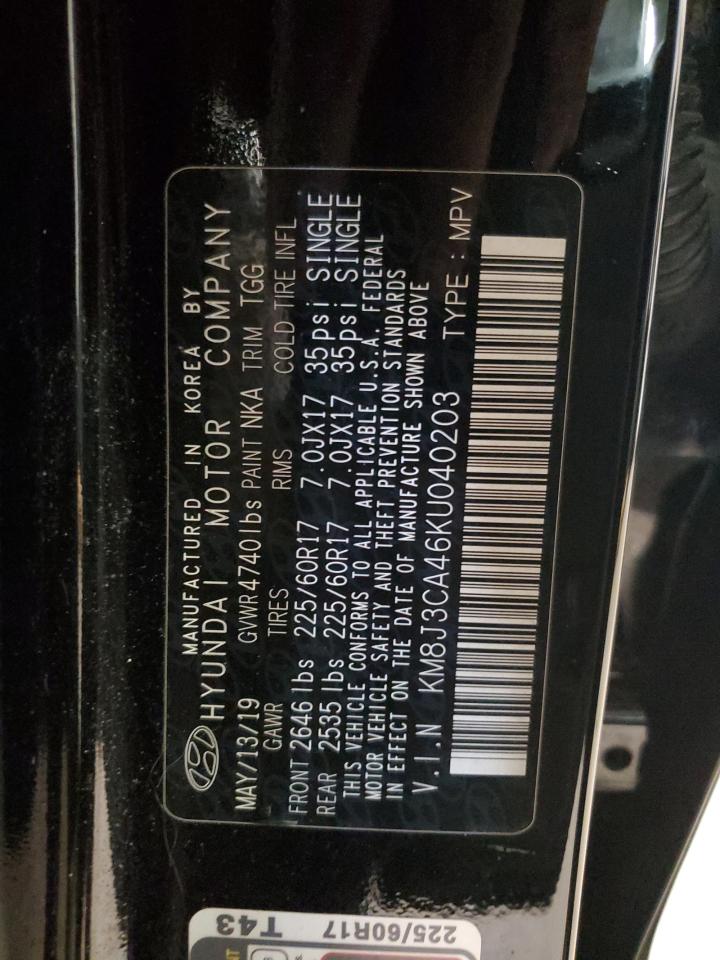 MANUFACTURED IN KOREA BY
HYUNDAI MOTOR COMPANY
MAY/13/19 GVWR 4740 lbs PAINT NKA TRIM TGG
GAWR TIRES RIMS COLD TIRE INFL
FRONT 2646 lbs 225/60R17 7.0JX17 35psi SINGLE
REAR 2535 lbs 225/60R17 7.0JX17 35psi SINGLE
THIS VEHICLE CONFORMS TO ALL APPLICABLE U.S.A. FEDERAL
MOTOR VEHICLE SAFETY AND THEFT PREVENTION STANDARDS
IN EFFECT ON THE DATE OF MANUFACTURE SHOWN ABOVE
V.I.N KM8J3CA46KU040203 TYPE : MPV
225/60R17 T43